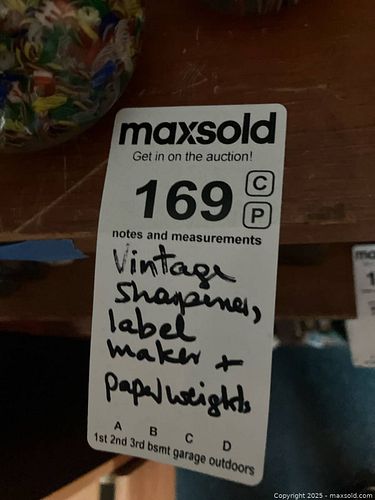 maxsold
Get in on the auction!
169
C
P
notes and measurements
Vintage
sharpener,
label
maker +
paperweights
A B C D
1st 2nd 3rd bsmt garage outdoors
Copyright 2025 - maxsold.com